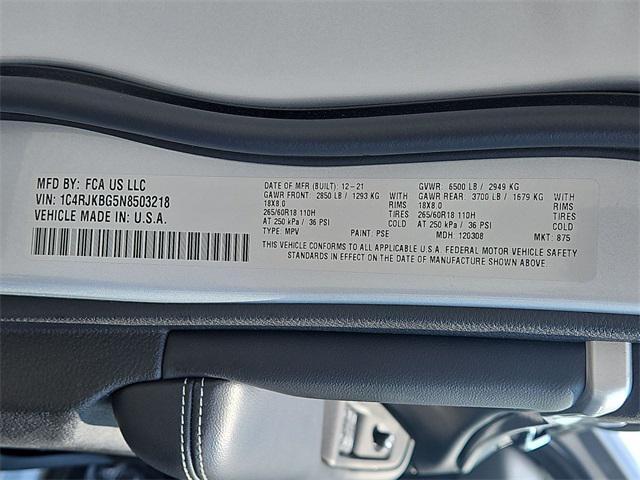 MFD BY: FCA US LLC
VIN: 1C4RJKBG5N8503218
VEHICLE MADE IN: U.S.A.
DATE OF MFR (BUILT): 12-21
GAWR FRONT: 2850 LB / 1293 KG WITH
18X8.0 RIMS
265/60R18 110H TIRES
AT 250 kPa / 36 PSI COLD
TYPE: MPV PAINT: PSE
GVWR: 6500 LB / 2949 KG
GAWR REAR: 3700 LB / 1679 KG WITH
18X8.0 RIMS
265/60R18 110H TIRES
AT 250 kPa / 36 PSI COLD
MDH: 120308 MKT: 875
THIS VEHICLE CONFORMS TO ALL APPLICABLE U.S.A. FEDERAL MOTOR VEHICLE SAFETY
STANDARDS IN EFFECT ON THE DATE OF MANUFACTURE SHOWN ABOVE.